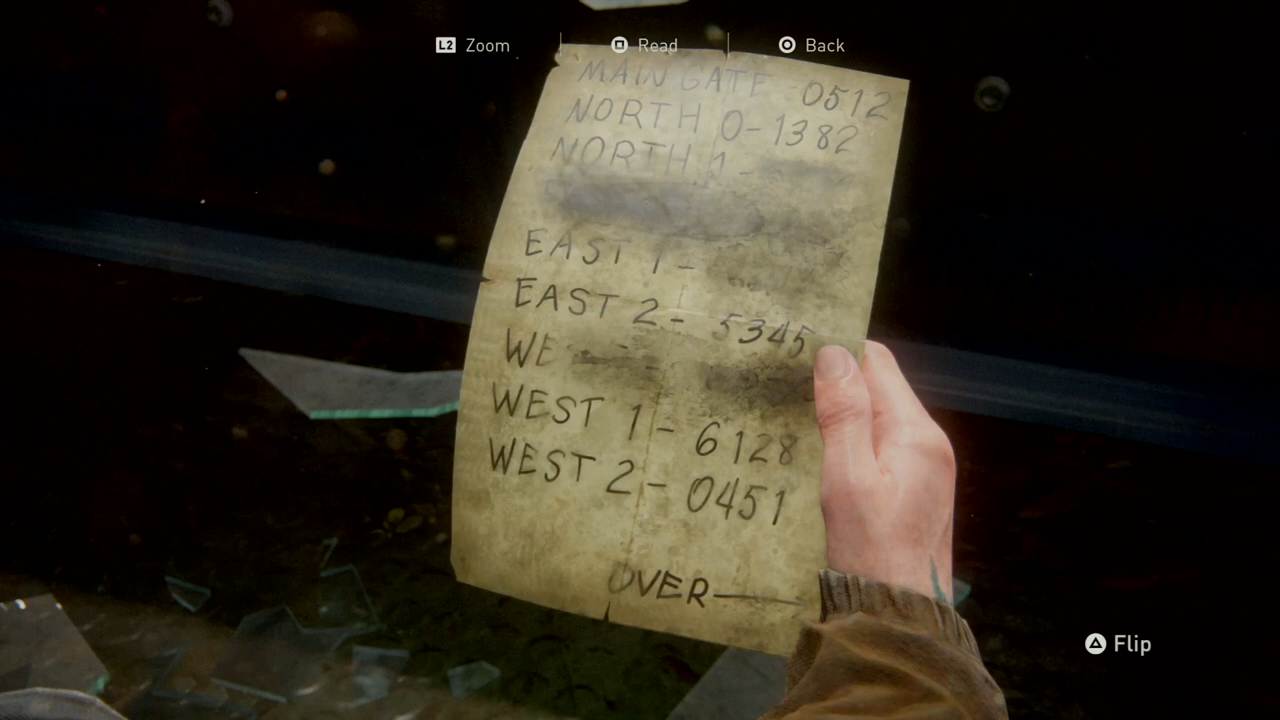 L2 Zoom
Read
Back
MAIN GATE 0512
NORTH 0-1382
NORTH 1 -
EAST 1 -
EAST 2 - 5345
WE
WEST 1 - 6128
WEST 2 - 0451
OVER
Flip